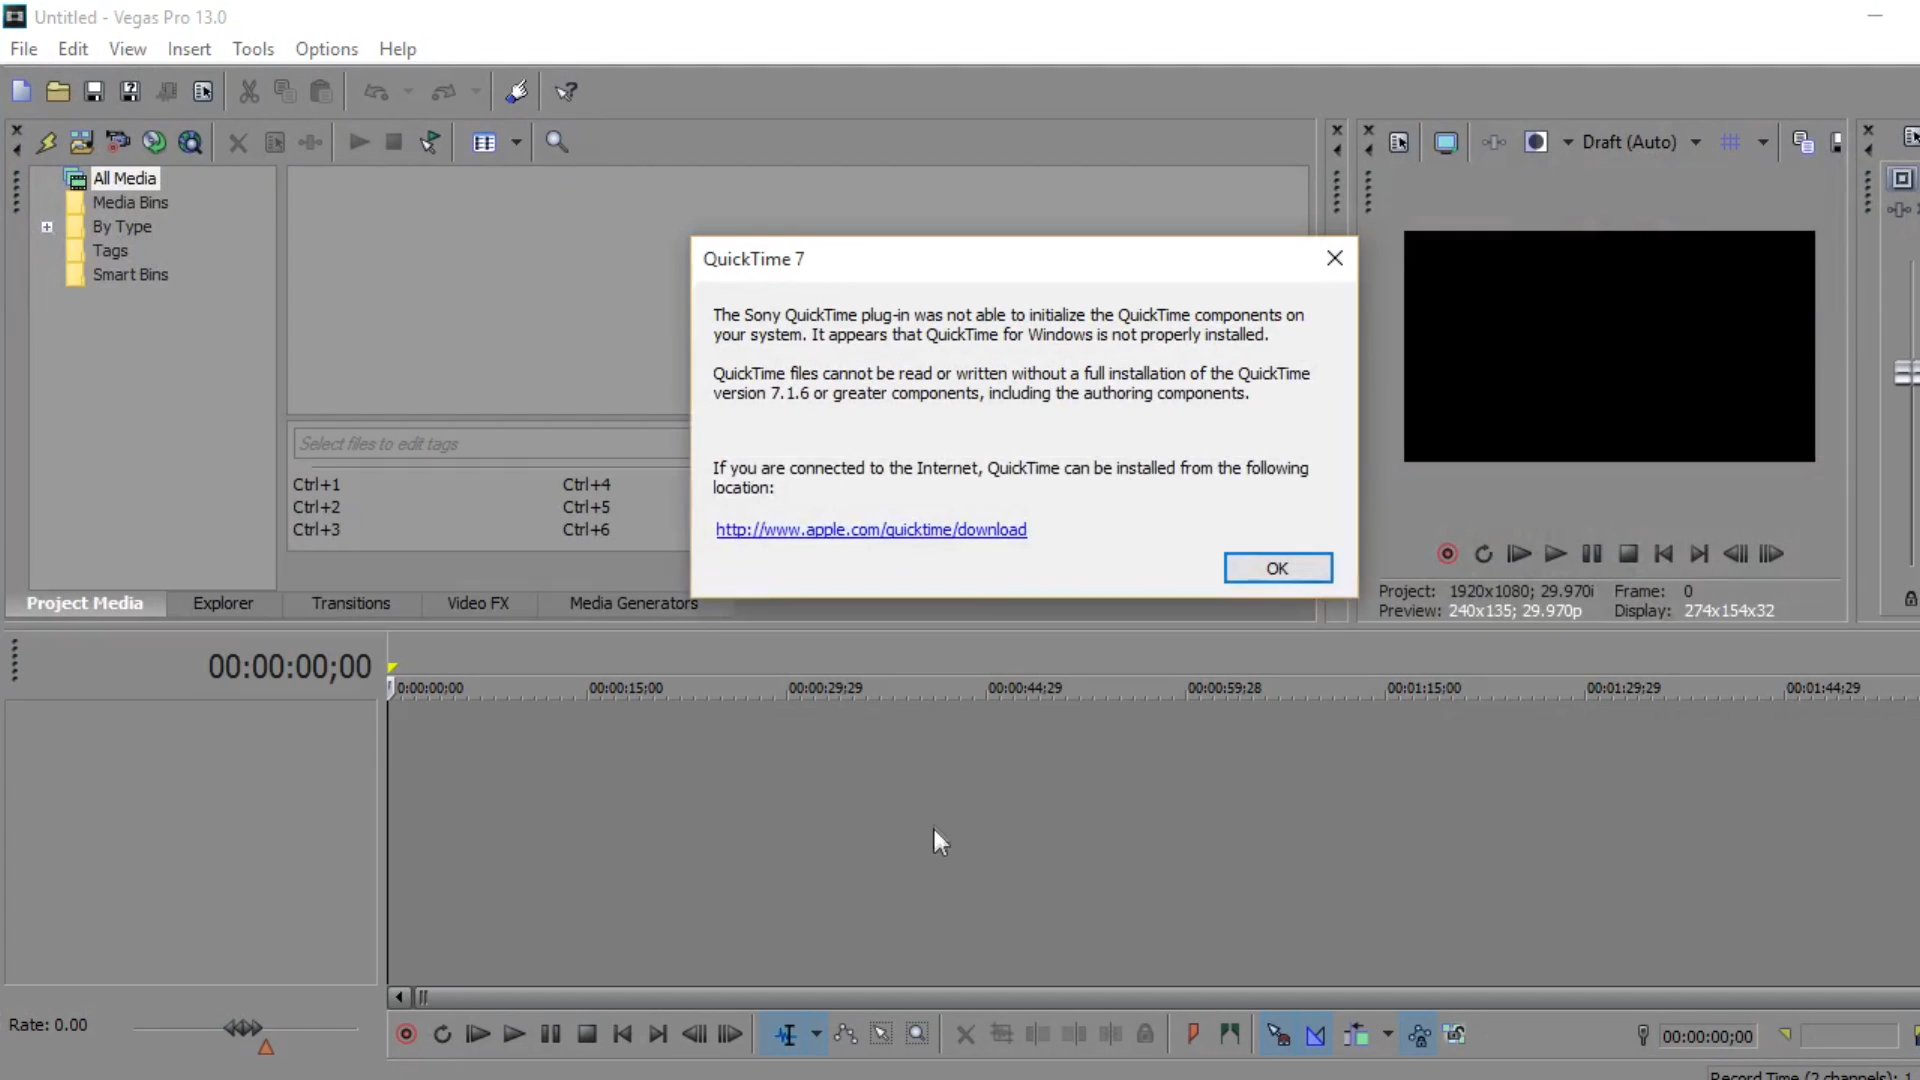 Untitled - Vegas Pro 13.0
File Edit View Insert Tools Options Help
Draft (Auto)
All Media
Media Bins
By Type
Tags
Smart Bins
QuickTime 7
The Sony QuickTime plug-in was not able to initialize the QuickTime components on
your system. It appears that QuickTime for Windows is not properly installed.
QuickTime files cannot be read or written without a full installation of the QuickTime
version 7.1.6 or greater components, including the authoring components.
If you are connected to the Internet, QuickTime can be installed from the following
location:
http://www.apple.com/quicktime/download
OK
Select files to edit tags
Ctrl+1 Ctrl+4
Ctrl+2 Ctrl+5
Ctrl+3 Ctrl+6
Project Media Explorer Transitions Video FX Media Generators
Project: 1920x1080; 29.970i Frame: 0
Preview: 240x135; 29.970p Display: 274x154x32
00:00:00;00
0:00:00;00 00:00:15;00 00:00:29;29 00:00:44;29 00:00:59;28 00:01:15;00 00:01:29;29 00:01:44;29
Rate: 0.00
00:00:00;00
Record Time (2 channels): 1